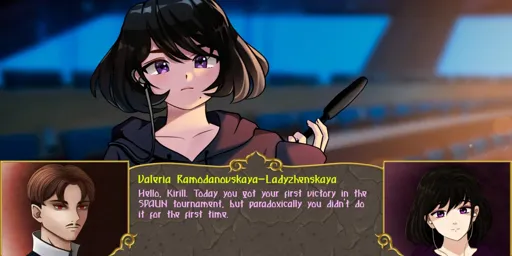 Valeria Ramodanovskaya-Ladyzhenskaya
Hello, Kirill. Today you got your first victory in the
SPAUN tournament, but paradoxically you didn't do
it for the first time.